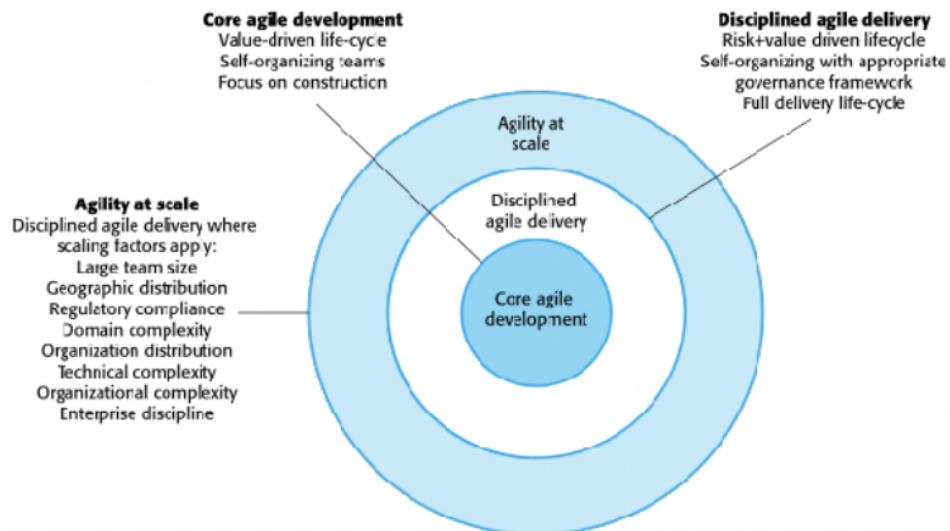 Core agile development
Value-driven life-cycle
Self-organizing teams
Focus on construction
Disciplined agile delivery
Risk+value driven lifecycle
Self-organizing with appropriate
governance framework
Full delivery life-cycle
Agility at
scale
Disciplined
agile delivery
Core agile
development
Agility at scale
Disciplined agile delivery where
scaling factors apply:
Large team size
Geographic distribution
Regulatory compliance
Domain complexity
Organization distribution
Technical complexity
Organizational complexity
Enterprise discipline